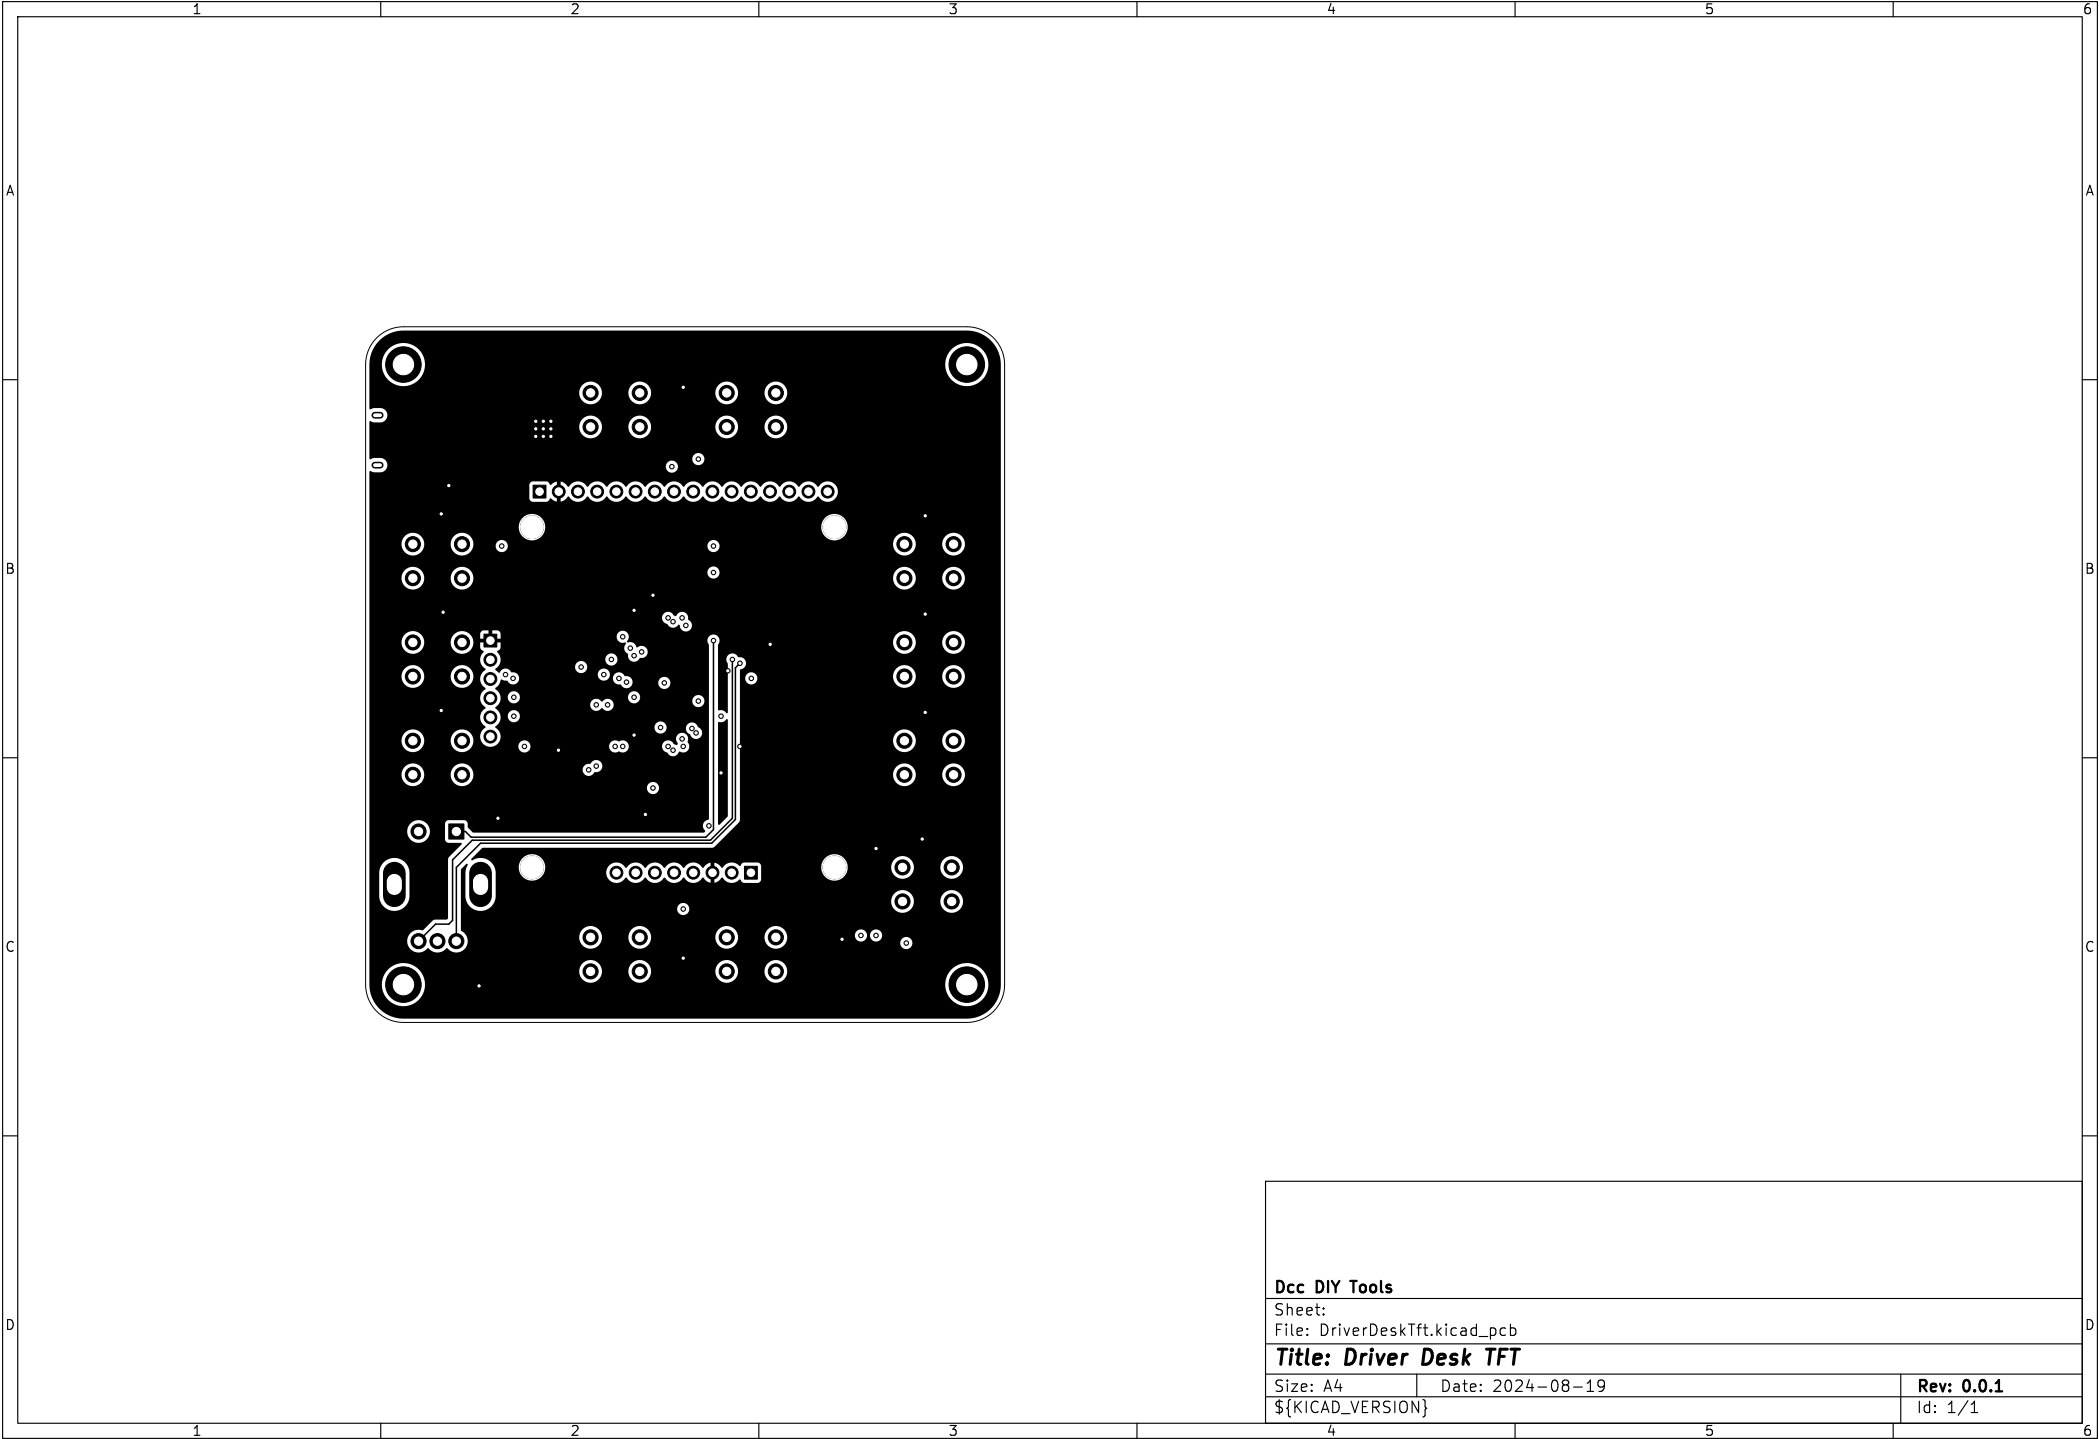 1 2 3 4 5 6
A A
B B
C C
Dcc DIY Tools
Sheet:
D D
File: DriverDeskTft.kicad_pcb
Title: Driver Desk TFT
Size: A4 Date: 2024-08-19 Rev: 0.0.1
${KICAD_VERSION} Id: 1/1
1 2 3 4 5 6